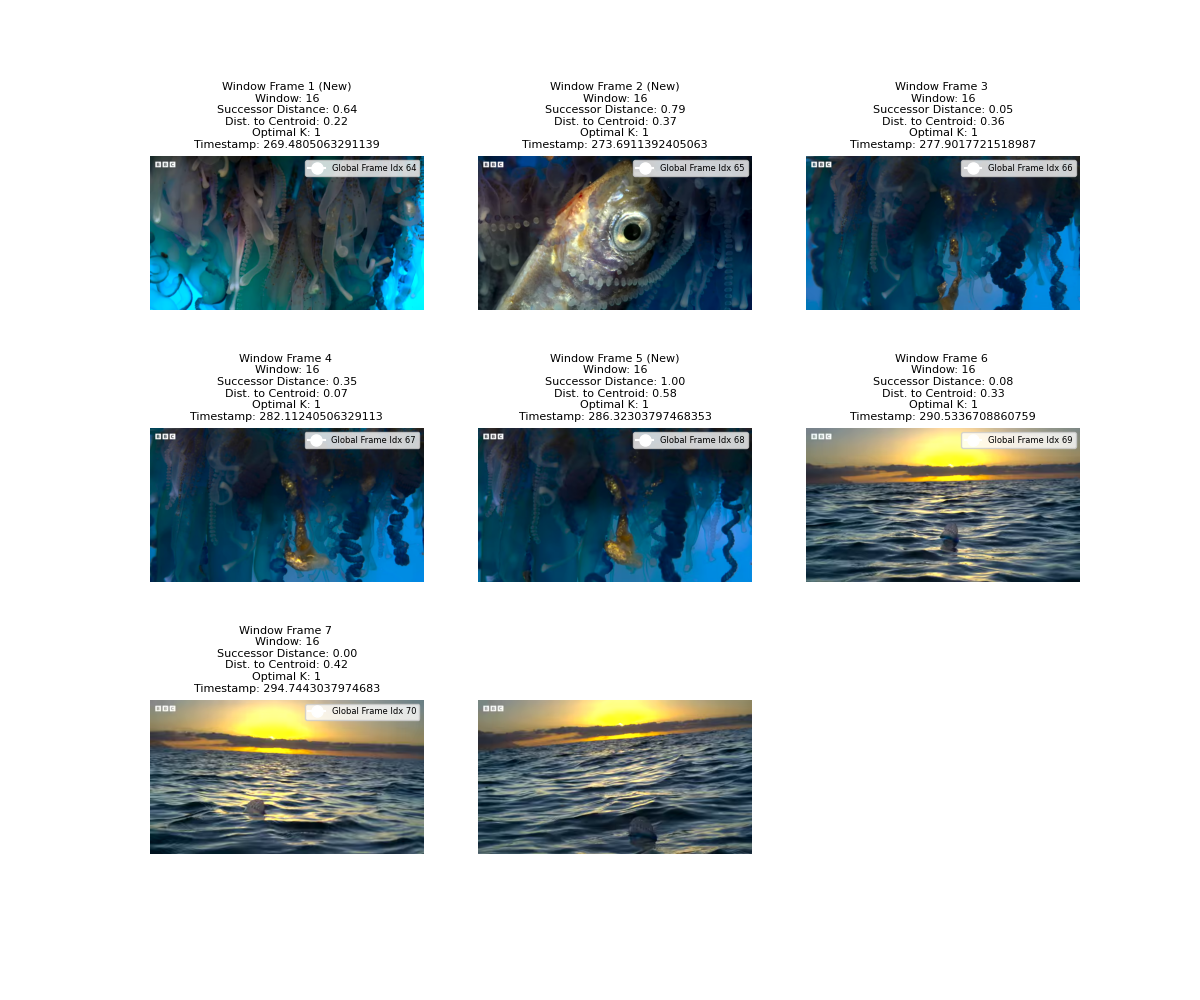 Window Frame 1 (New)
Window: 16
Successor Distance: 0.64
Dist. to Centroid: 0.22
Optimal K: 1
Timestamp: 269.4805063291139
BBC
Global Frame Idx 64
Window Frame 2 (New)
Window: 16
Successor Distance: 0.79
Dist. to Centroid: 0.37
Optimal K: 1
Timestamp: 273.6911392405063
BBC
Global Frame Idx 65
Window Frame 3
Window: 16
Successor Distance: 0.05
Dist. to Centroid: 0.36
Optimal K: 1
Timestamp: 277.9017721518987
BBC
Global Frame Idx 66
Window Frame 4
Window: 16
Successor Distance: 0.35
Dist. to Centroid: 0.07
Optimal K: 1
Timestamp: 282.11240506329113
BBC
Global Frame Idx 67
Window Frame 5 (New)
Window: 16
Successor Distance: 1.00
Dist. to Centroid: 0.58
Optimal K: 1
Timestamp: 286.32303797468353
BBC
Global Frame Idx 68
Window Frame 6
Window: 16
Successor Distance: 0.08
Dist. to Centroid: 0.33
Optimal K: 1
Timestamp: 290.5336708860759
BBC
Global Frame Idx 69
Window Frame 7
Window: 16
Successor Distance: 0.00
Dist. to Centroid: 0.42
Optimal K: 1
Timestamp: 294.7443037974683
BBC
Global Frame Idx 70
BBC